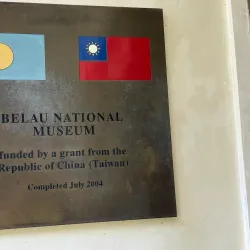 BELAU NATIONAL
MUSEUM
funded by a grant from the
Republic of China (Taiwan)
Completed July 2004